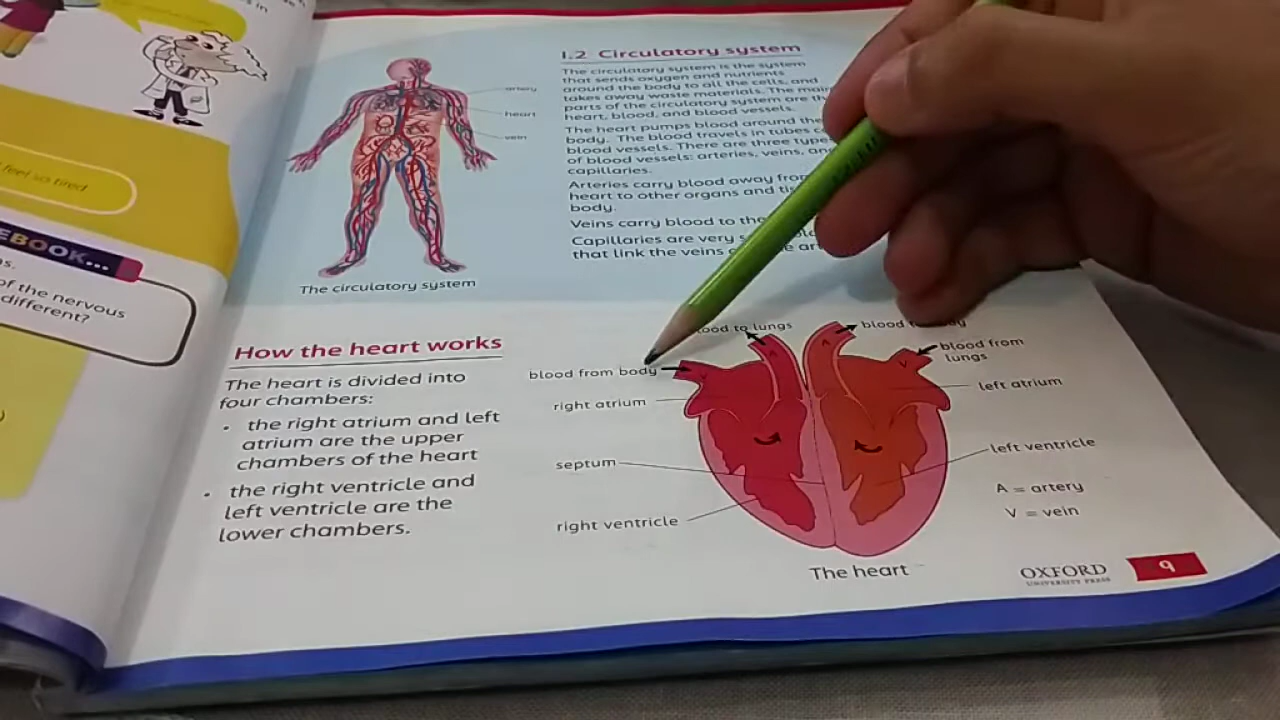 s in
feel so tired
EBOOK...
ns.
of the nervous
different?
1.2 Circulatory system
The circulatory system is the system
that sends oxygen and nutrients
around the body to all the cells, and
takes away waste materials. The main
parts of the circulatory system are th
heart, blood, and blood vessels.
The heart pumps blood around the
body. The blood travels in tubes c
blood vessels. There are three type
of blood vessels: arteries, veins, an
capillaries.
Arteries carry blood away from
heart to other organs and tis
body.
Veins carry blood to the
Capillaries are very s
that link the veins
artery
heart
vein
The circulatory system
How the heart works
The heart is divided into
four chambers:
• the right atrium and left
atrium are the upper
chambers of the heart
• the right ventricle and
left ventricle are the
lower chambers.
ood to lungs
blood
blood from
lungs
blood from body
right atrium
left atrium
septum
left ventricle
right ventricle
A
A
V
V
A = artery
V = vein
The heart
OXFORD
UNIVERSITY PRESS
9